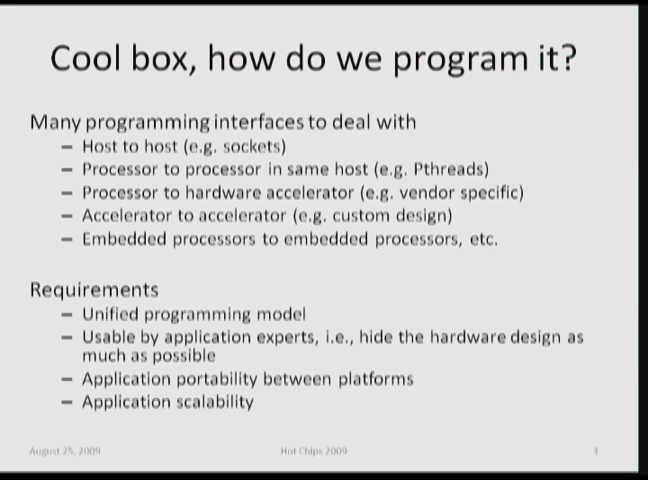 Cool box, how do we program it?
Many programming interfaces to deal with
– Host to host (e.g. sockets)
– Processor to processor in same host (e.g. Pthreads)
– Processor to hardware accelerator (e.g. vendor specific)
– Accelerator to accelerator (e.g. custom design)
– Embedded processors to embedded processors, etc.
Requirements
– Unified programming model
– Usable by application experts, i.e., hide the hardware design as
much as possible
– Application portability between platforms
– Application scalability
August 25, 2009
Hot Chips 2009